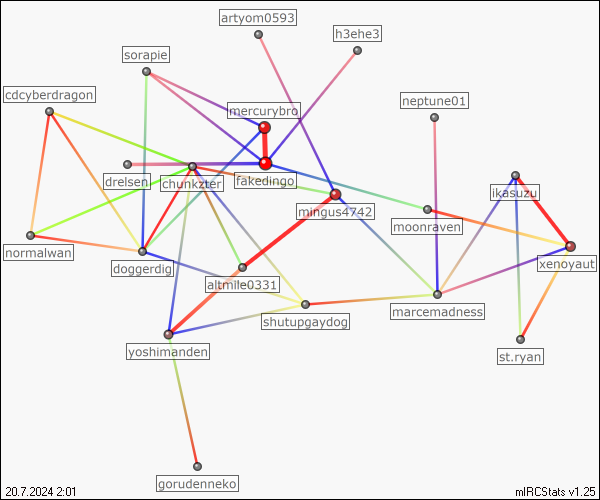 artyom0593
h3ehe3
sorapie
cdcyberdragon
mercurybro
neptune01
drelsen
chunkzter
fakedingo
ikasuzu
mingus4742
moonraven
normalwan
doggerdig
xenoyaut
altmile0331
marcemadness
shutupgaydog
yoshimanden
st.ryan
gorudenneko
20.7.2024 2:01
mIRCStats v1.25